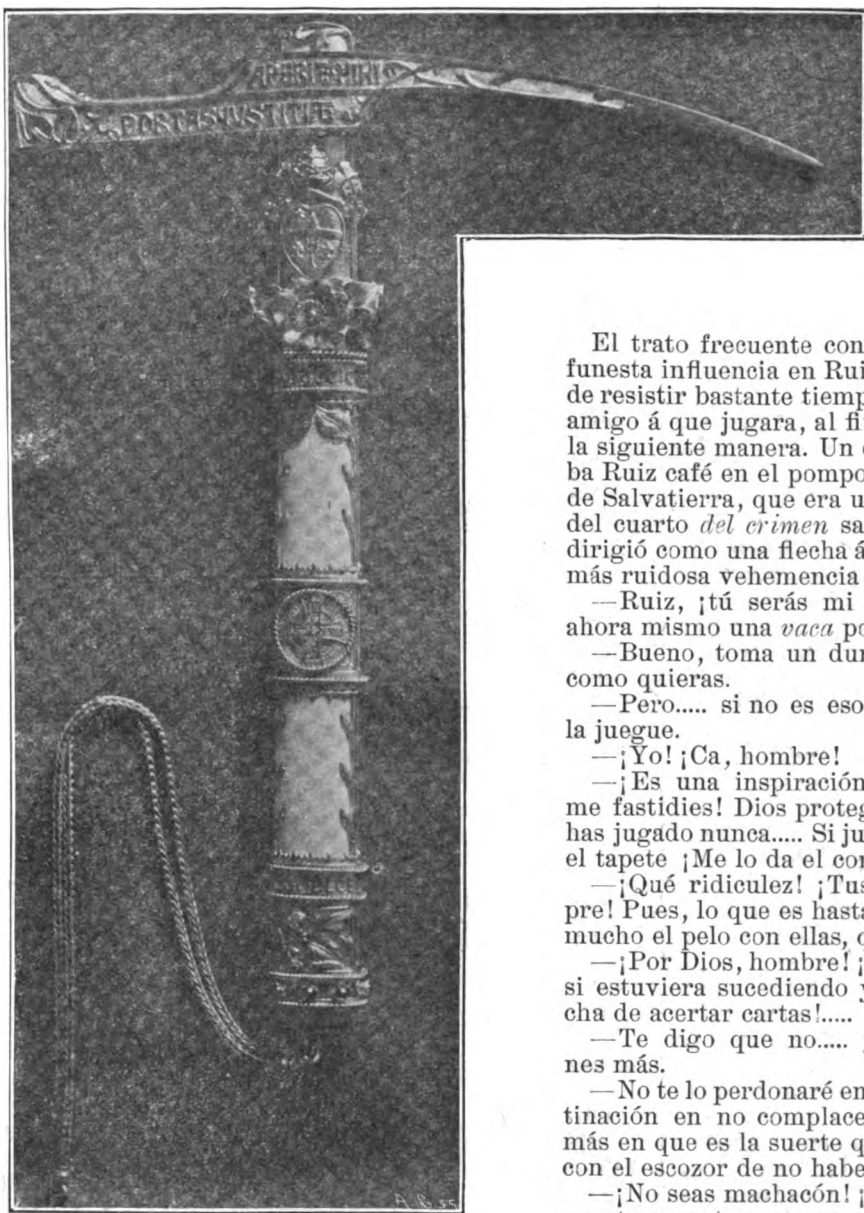 APERITE MIHI
PORTAS JUSTITIÆ
El trato frecuente con
funesta influencia en Rui
de resistir bastante tiemp
amigo á que jugara, al fi
la siguiente manera. Un
ba Ruiz café en el pompo
de Salvatierra, que era u
del cuarto del crimen sa
dirigió como una flecha á
más ruidosa vehemencia
—Ruiz, ¡tú serás mi
ahora mismo una vaca po
—Bueno, toma un dur
como quieras.
—Pero..... si no es eso
la juegue.
—¡Yo! ¡Ca, hombre!
—¡Es una inspiración
me fastidies! Dios proteg
has jugado nunca..... Si ju
el tapete ¡Me lo da el cor
—¡Qué ridiculez! ¡Tus
pre! Pues, lo que es hasta
mucho el pelo con ellas, c
—¡Por Dios, hombre! ¡
si estuviera sucediendo y
cha de acertar cartas!.....
—Te digo que no.....
nes más.
—No te lo perdonaré en
tinación en no complace
más en que es la suerte q
con el escozor de no habe
—¡No seas machacón! ¡